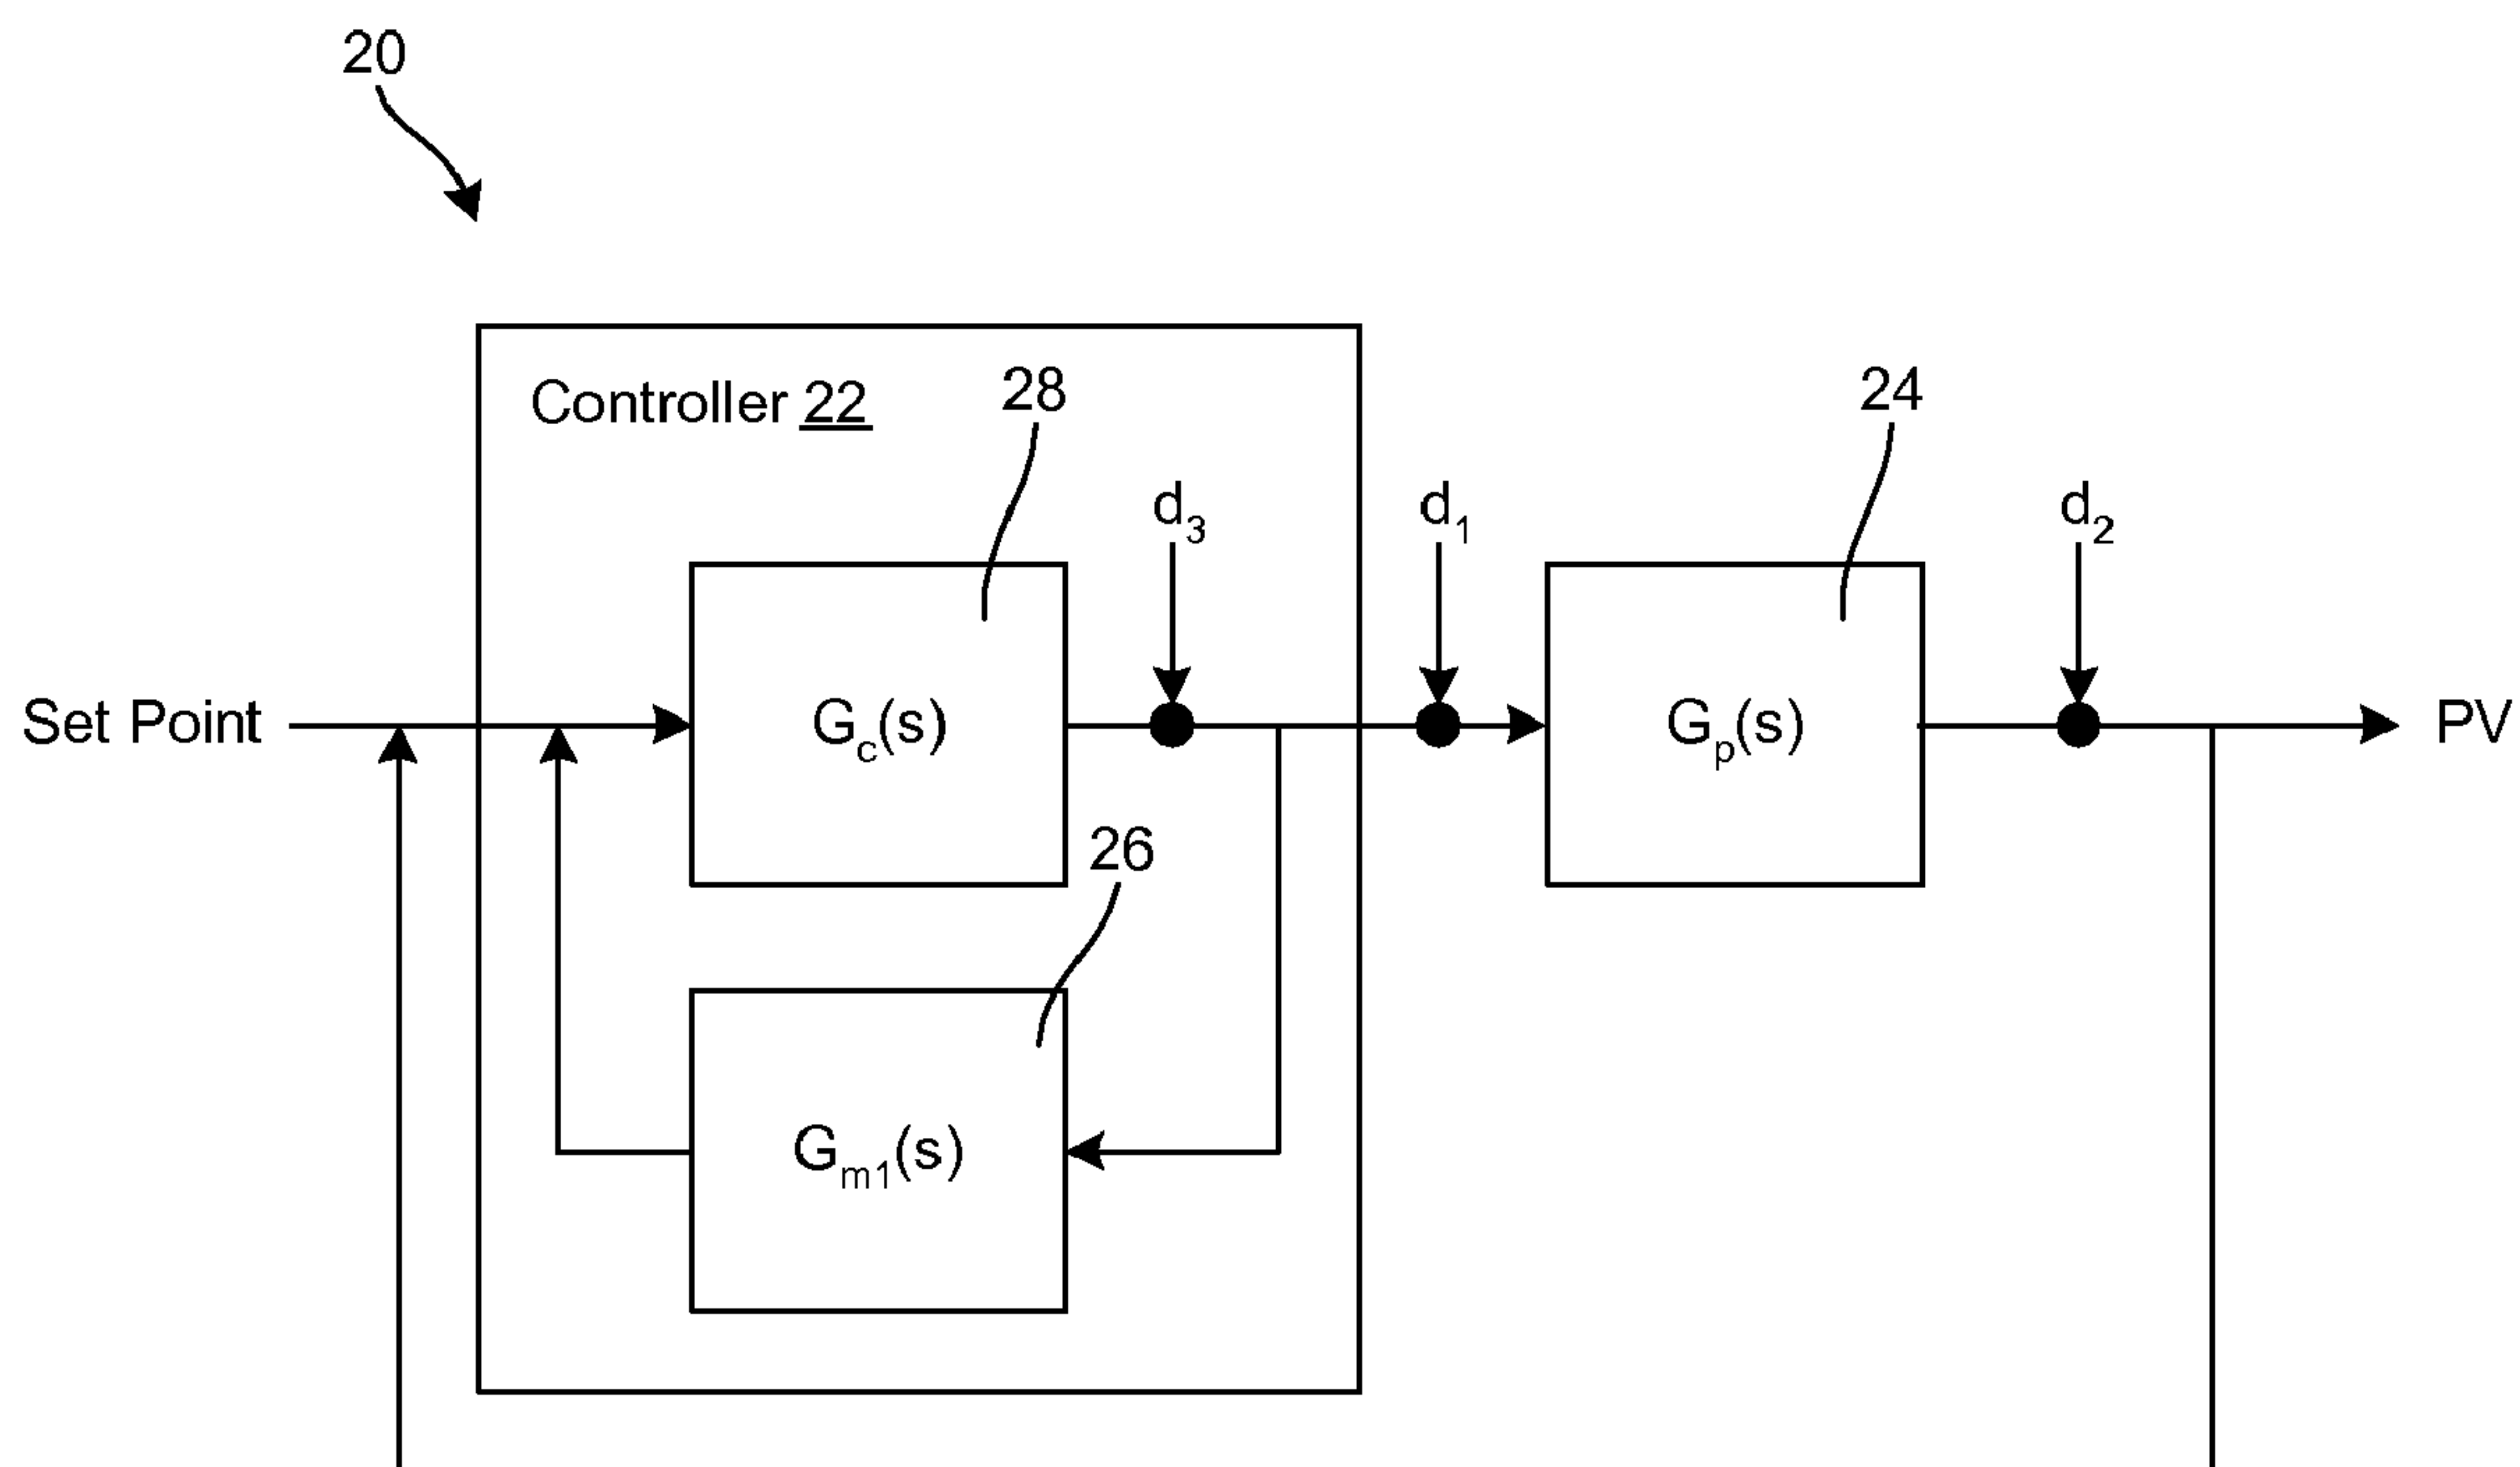 20
Controller 22
28
24
d3
d1
d2
Set Point
Gc(s)
Gp(s)
PV
26
Gm1(s)